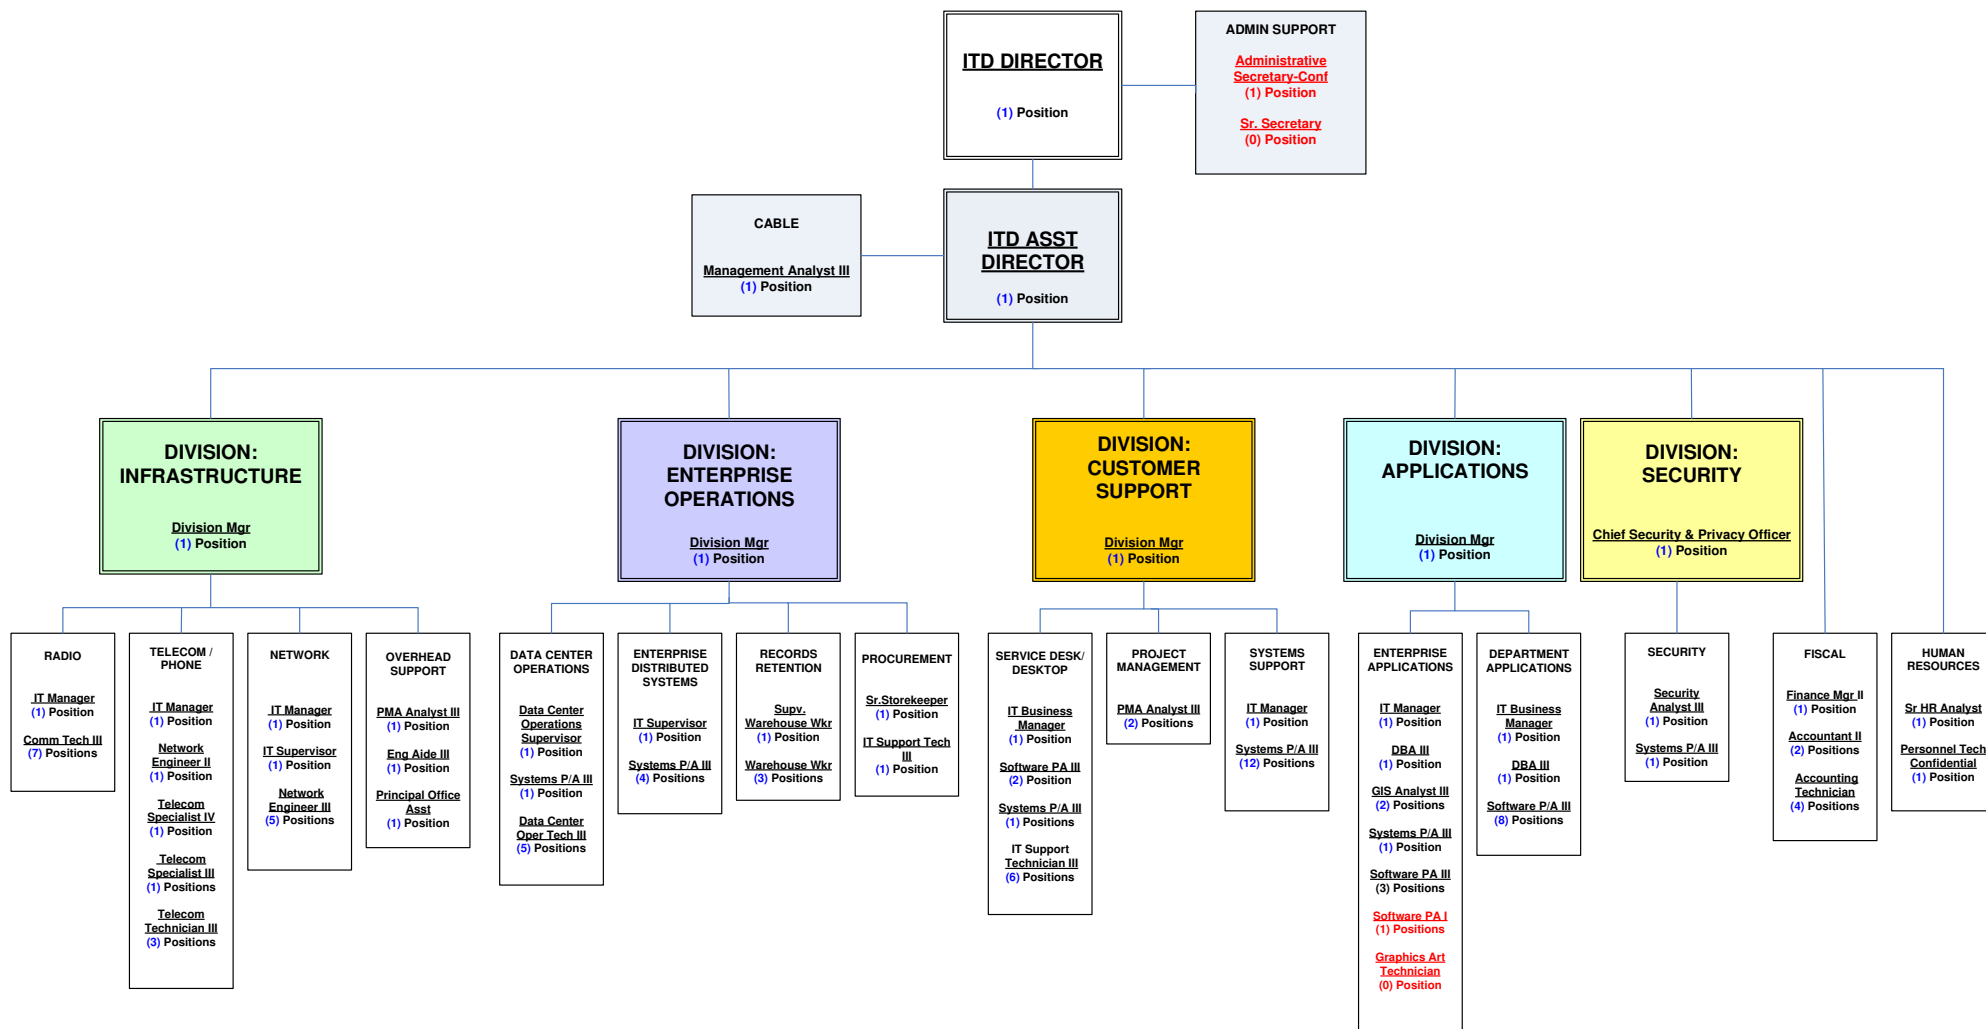 ITD DIRECTOR
(1) Position
ADMIN SUPPORT
Administrative
Secretary-Conf
(1) Position
Sr. Secretary
(0) Position
CABLE
Management Analyst III
(1) Position
ITD ASST
DIRECTOR
(1) Position
DIVISION:
INFRASTRUCTURE
Division Mgr
(1) Position
DIVISION:
ENTERPRISE
OPERATIONS
Division Mgr
(1) Position
DIVISION:
CUSTOMER
SUPPORT
Division Mgr
(1) Position
DIVISION:
APPLICATIONS
Division Mgr
(1) Position
DIVISION:
SECURITY
Chief Security & Privacy Officer
(1) Position
RADIO
IT Manager
(1) Position
Comm Tech III
(7) Positions
TELECOM /
PHONE
IT Manager
(1) Position
Network
Engineer II
(1) Position
Telecom
Specialist IV
(1) Position
Telecom
Specialist III
(1) Positions
Telecom
Technician III
(3) Positions
NETWORK
IT Manager
(1) Position
IT Supervisor
(1) Position
Network
Engineer III
(5) Positions
OVERHEAD
SUPPORT
PMA Analyst III
(1) Position
Eng Aide III
(1) Position
Principal Office
Asst
(1) Position
DATA CENTER
OPERATIONS
Data Center
Operations
Supervisor
(1) Position
Systems P/A III
(1) Position
Data Center
Oper Tech III
(5) Positions
ENTERPRISE
DISTRIBUTED
SYSTEMS
IT Supervisor
(1) Position
Systems P/A III
(4) Positions
RECORDS
RETENTION
Supv.
Warehouse Wkr
(1) Position
Warehouse Wkr
(3) Positions
PROCUREMENT
Sr.Storekeeper
(1) Position
IT Support Tech
III
(1) Position
SERVICE DESK/
DESKTOP
IT Business
Manager
(1) Position
Software PA III
(2) Position
Systems P/A III
(1) Positions
IT Support
Technician III
(6) Positions
PROJECT
MANAGEMENT
PMA Analyst III
(2) Positions
SYSTEMS
SUPPORT
IT Manager
(1) Position
Systems P/A III
(12) Positions
ENTERPRISE
APPLICATIONS
IT Manager
(1) Position
DBA III
(1) Position
GIS Analyst III
(2) Positions
Systems P/A III
(1) Position
Software PA III
(3) Positions
Software PA I
(1) Positions
Graphics Art
Technician
(0) Position
DEPARTMENT
APPLICATIONS
IT Business
Manager
(1) Position
DBA III
(1) Position
Software P/A III
(8) Positions
SECURITY
Security
Analyst III
(1) Position
Systems P/A III
(1) Position
FISCAL
Finance Mgr II
(1) Position
Accountant II
(2) Positions
Accounting
Technician
(4) Positions
HUMAN
RESOURCES
Sr HR Analyst
(1) Position
Personnel Tech
Confidential
(1) Position